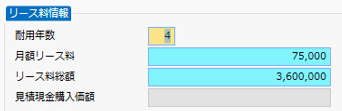 リース料情報
耐用年数 4
月額リース料 75,000
リース料総額 3,600,000
見積現金購入価額